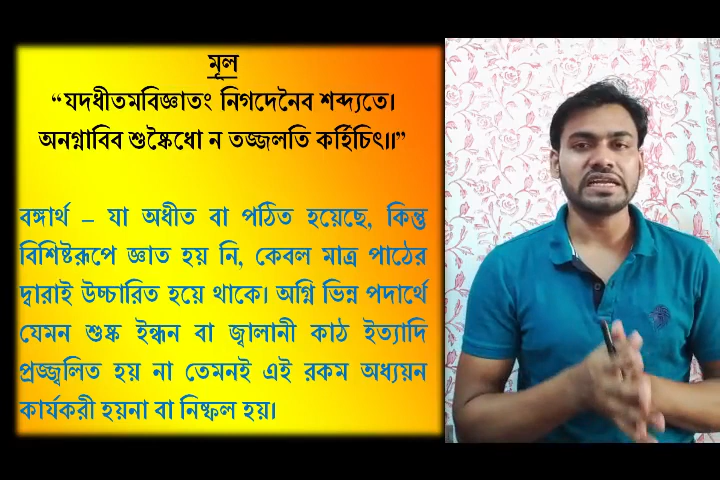 মূল
“যদধীতমবিজ্ঞাতং নিগদেনৈব শব্দ্যতে।
অনগ্নাবিব শুষ্কৈধো ন তজ্জলতি কর্হিচিৎ॥”
বঙ্গার্থ – যা অধীত বা পঠিত হয়েছে, কিন্তু
বিশিষ্টরূপে জ্ঞাত হয় নি, কেবল মাত্র পাঠের
দ্বারাই উচ্চারিত হয়ে থাকে। অগ্নি ভিন্ন পদার্থে
যেমন শুষ্ক ইন্ধন বা জ্বালানী কাঠ ইত্যাদি
প্রজ্জ্বলিত হয় না তেমনই এই রকম অধ্যয়ন
কার্যকরী হয়না বা নিষ্ফল হয়।